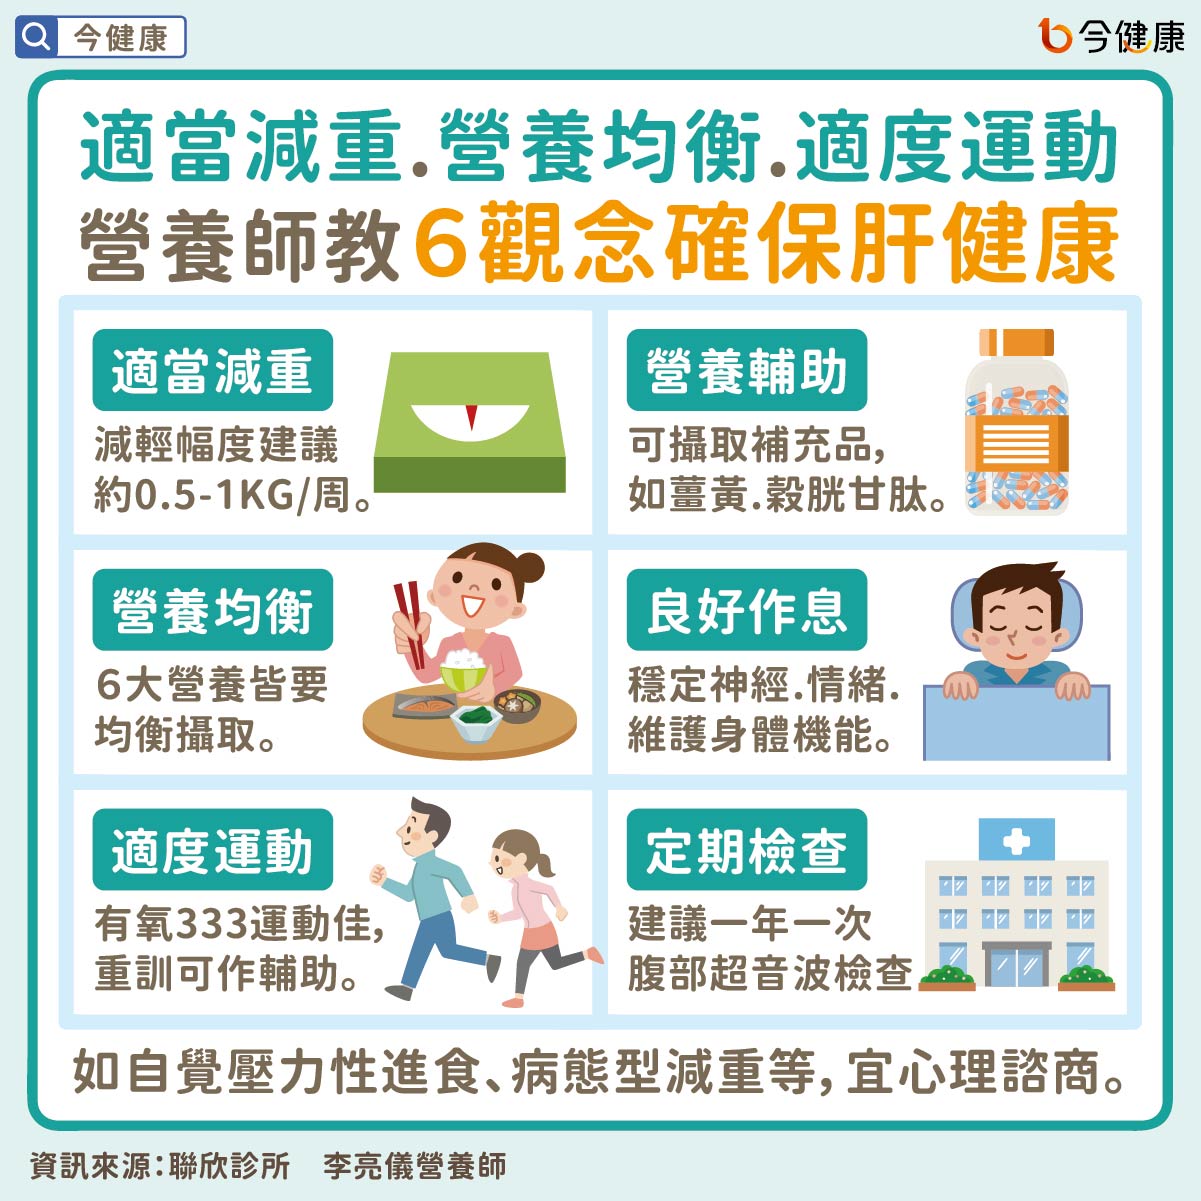 今健康
今健康
適當減重.營養均衡.適度運動
營養師教6觀念確保肝健康
適當減重
減輕幅度建議
約0.5-1KG/周。
營養輔助
可攝取補充品,
如薑黃.穀胱甘肽。
營養均衡
6大營養皆要
均衡攝取。
良好作息
穩定神經.情緒.
維護身體機能。
適度運動
有氧333運動佳,
重訓可作輔助。
定期檢查
建議一年一次
腹部超音波檢查
如自覺壓力性進食、病態型減重等,宜心理諮商。
資訊來源:聯欣診所 李亮儀營養師